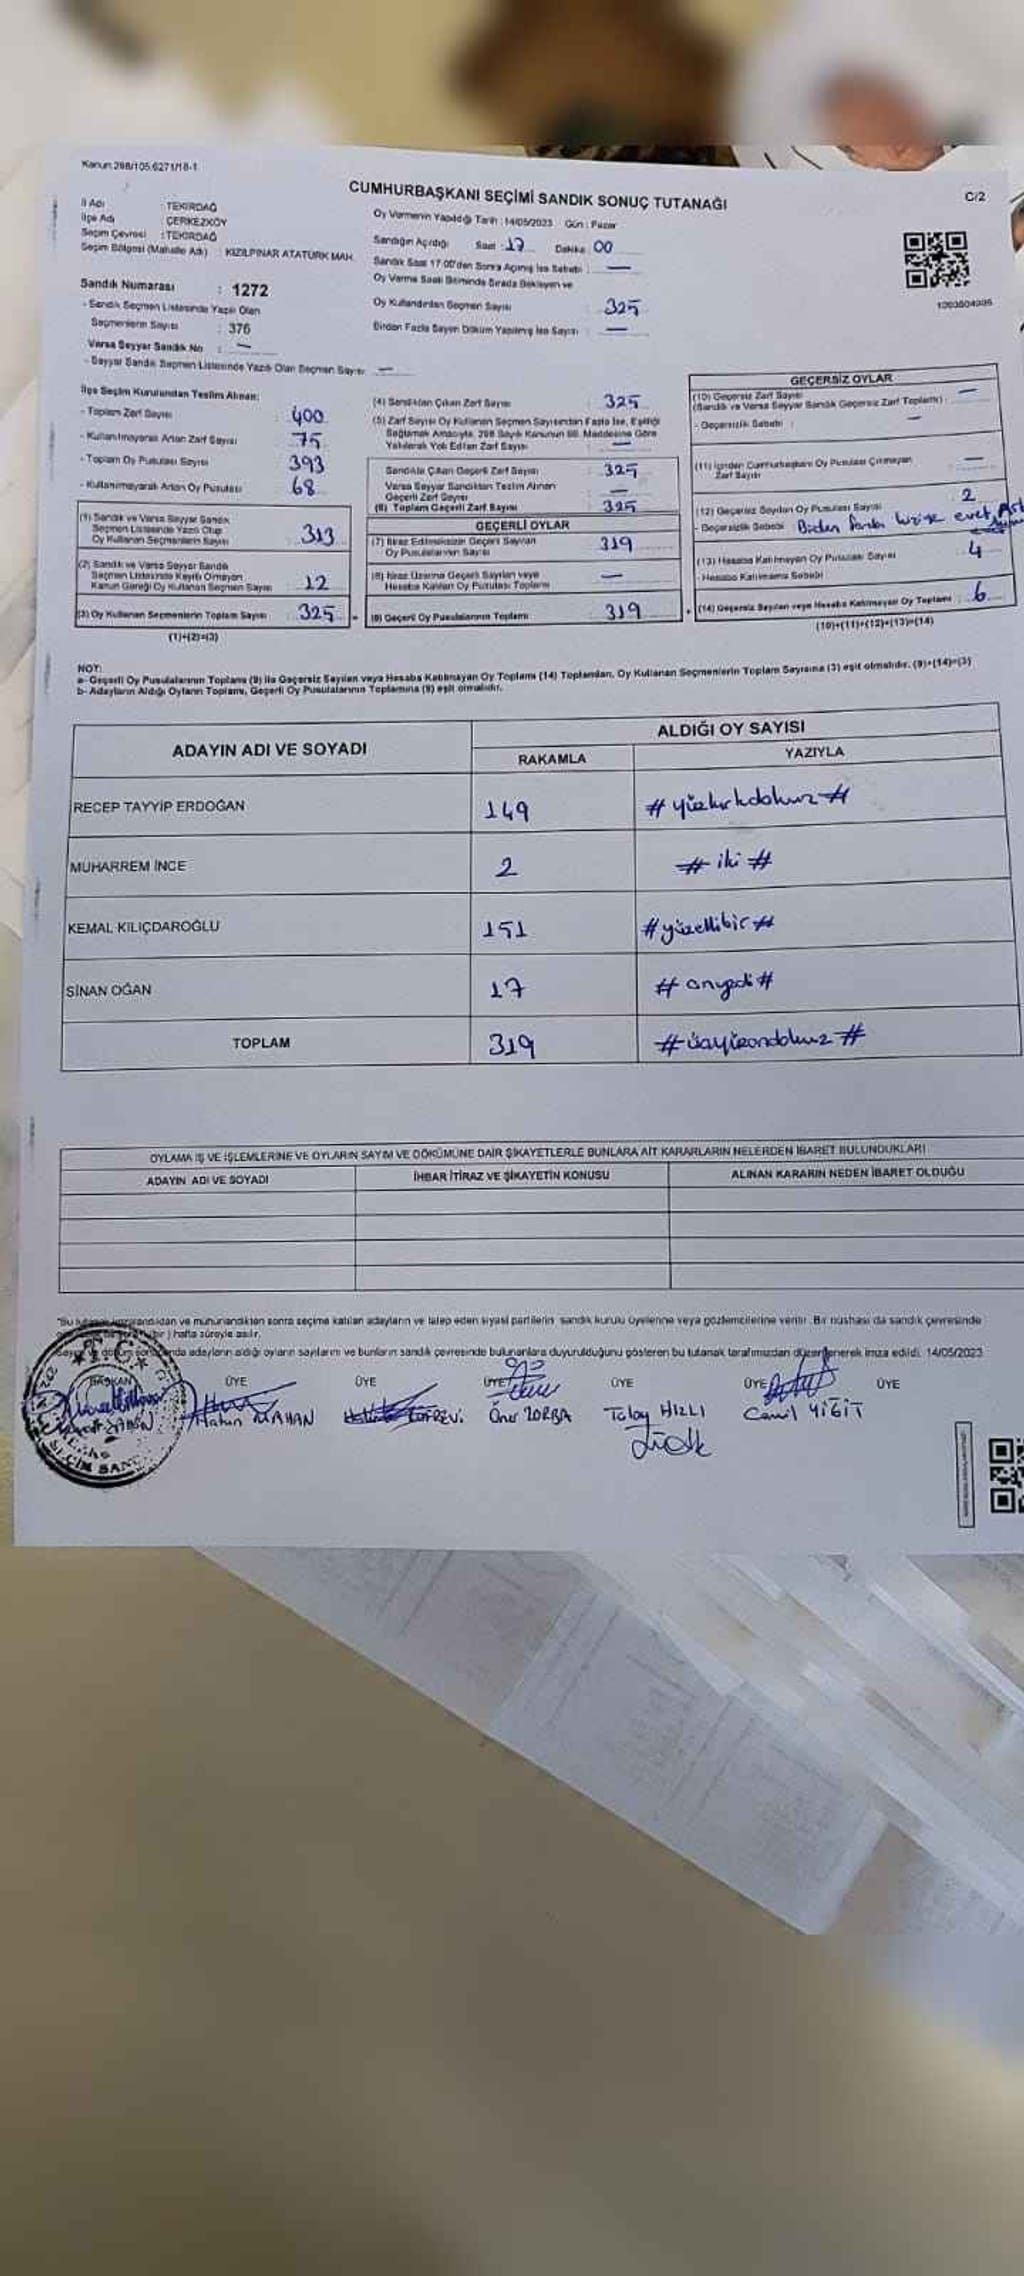 Kanun:298/105.6271/18-1
CUMHURBAŞKANI SEÇİMİ SANDIK SONUÇ TUTANAĞI
C/2
İl Adı : TEKİRDAĞ
İlçe Adı : ÇERKEZKÖY
Seçim Çevresi : TEKİRDAĞ
Seçim Bölgesi (Mahalle Adı) : KIZILPINAR ATATÜRK MAH.
Sandık Numarası : 1272
- Sandık Seçmen Listesinde Yazılı Olan
Seçmenlerin Sayısı : 376
Varsa Seyyar Sandık No : —
- Seyyar Sandık Seçmen Listesinde Yazılı Olan Seçmen Sayısı —
Oy Vermenin Yapıldığı Tarih : 14/05/2023 Gün : Pazar
Sandığın Açıldığı Saat : 17 Dakika 00
Sandık Saat 17:00'den Sonra Açılmış İse Sebebi : —
Oy Verme Saati Bitiminde Sırada Bekleyen ve
Oy Kullandırılan Seçmen Sayısı 325
Birden Fazla Sayım Döküm Yapılmış İse Sayısı : —
İlçe Seçim Kurulundan Teslim Alınan:
- Toplam Zarf Sayısı : 400
- Kullanılmayarak Artan Zarf Sayısı : 75
- Toplam Oy Pusulası Sayısı : 393
- Kullanılmayarak Artan Oy Pusulası : 68
(1) Sandık ve Varsa Seyyar Sandık
Seçmen Listesinde Yazılı Olup
Oy Kullanan Seçmenlerin Sayısı 313
(2) Sandık ve Varsa Seyyar Sandık
Seçmen Listesinde Kayıtlı Olmayan
Kanun Gereği Oy Kullanan Seçmen Sayısı 12
(3) Oy Kullanan Seçmenlerin Toplam Sayısı 325
(1)+(2)=(3)
(4) Sandıktan Çıkan Zarf Sayısı 325
(5) Zarf Sayısı Oy Kullanan Seçmen Sayısından Fazla İse, Eşitliği
Sağlamak Amacıyla, 298 Sayılı Kanunun 98. Maddesine Göre
Yakılarak Yok Edilen Zarf Sayısı —
Sandıkta Çıkan Geçerli Zarf Sayısı 325
Varsa Seyyar Sandıktan Teslim Alınan
Geçerli Zarf Sayısı —
(6) Toplam Geçerli Zarf Sayısı 325
GEÇERLİ OYLAR
(7) İtiraz Edilmeksizin Geçerli Sayılan
Oy Pusulalarının Sayısı 319
(8) İtiraz Üzerine Geçerli Sayılan veya
Hesaba Katılan Oy Pusulası Toplamı —
(9) Geçerli Oy Pusulalarının Toplamı 319
GEÇERSİZ OYLAR
(10) Geçersiz Zarf Sayısı —
(Sandık ve Varsa Seyyar Sandık Geçersiz Zarf Toplamı) :
- Geçersizlik Sebebi : —
(11) İçinden Cumhurbaşkanı Oy Pusulası Çıkmayan
Zarf Sayısı —
(12) Geçersiz Sayılan Oy Pusulası Sayısı 2
- Geçersizlik Sebebi : Birden fazla evet
(13) Hesaba Katılmayan Oy Pusulası Sayısı 4
- Hesaba Katılmama Sebebi
(14) Geçersiz Sayılan veya Hesaba Katılmayan Oy Toplamı : 6
(10)+(11)+(12)+(13)=(14)
NOT:
a- Geçerli Oy Pusulalarının Toplamı (9) ile Geçersiz Sayılan veya Hesaba Katılmayan Oy Toplamı (14) Toplamları, Oy Kullanan Seçmenlerin Toplam Sayısına (3) eşit olmalıdır. (9)+(14)=(3)
b- Adayların Aldığı Oyların Toplamı, Geçerli Oy Pusulalarının Toplamına (9) eşit olmalıdır.
ADAYIN ADI VE SOYADI
ALDIĞI OY SAYISI
RAKAMLA YAZIYLA
RECEP TAYYİP ERDOĞAN 149 # yüzkırkdokuz #
MUHARREM İNCE 2 # iki #
KEMAL KILIÇDAROĞLU 151 # yüzellibir #
SİNAN OĞAN 17 # onyedi #
TOPLAM 319 # üçyüzondokuz #
OYLAMA İŞ VE İŞLEMLERİNE VE OYLARIN SAYIM VE DÖKÜMÜNE DAİR ŞİKAYETLERLE BUNLARA AİT KARARLARIN NELERDEN İBARET BULUNDUKLARI
ADAYIN ADI VE SOYADI İHBAR İTİRAZ VE ŞİKAYETİN KONUSU ALINAN KARARIN NEDEN İBARET OLDUĞU
imzalandıktan ve mühürlendikten sonra seçime katılan adayların ve talep eden siyasi partilerin sandık kurulu üyelerine veya gözlemcilerine verilir. Bir nüshası da sandık çevresinde
hafta süreyle asılır.
adayların aldığı oyların sayılarını ve bunların sandık çevresinde bulunanlara duyurulduğunu gösteren bu tutanak tarafımızdan düzenlenerek imza edildi. 14/05/2023
BAŞKAN ÜYE ÜYE ÜYE ÜYE ÜYE ÜYE
MAHAN Öner ZORBA Tolay HIZLI Camil YİĞİT
T.C.